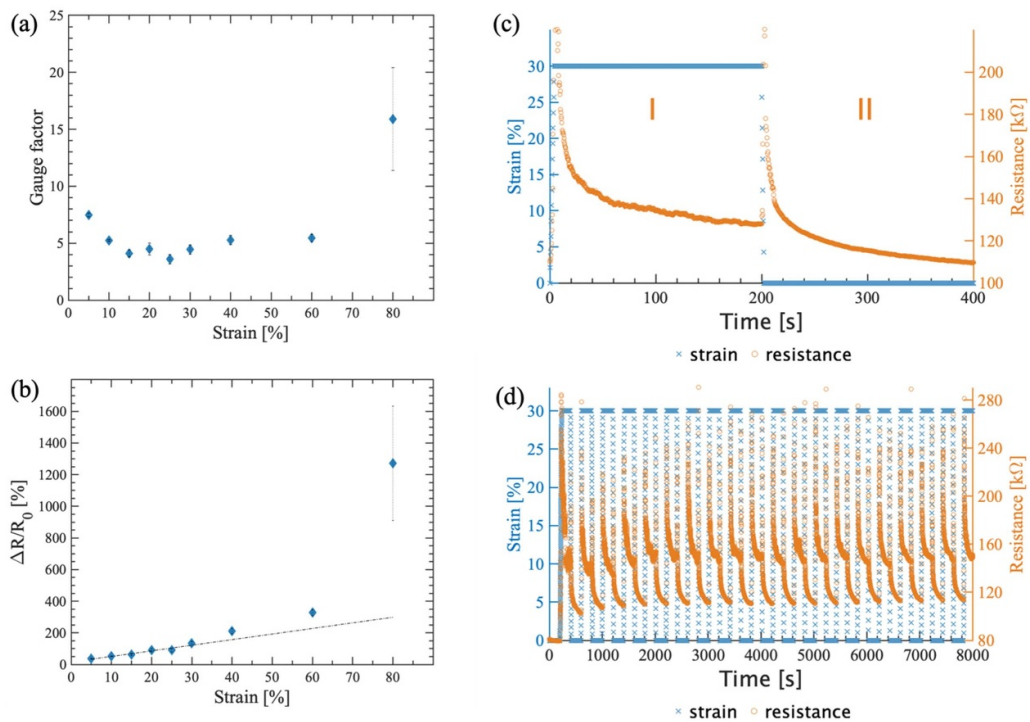 (a)
25
20
15
10
5
0
Gauge factor
0 10 20 30 40 50 60 70 80
Strain [%]
(b)
1600
1400
1200
1000
800
600
400
200
0
ΔR/R0 [%]
0 10 20 30 40 50 60 70 80
Strain [%]
(c)
30
25
20
15
10
5
0
Strain [%]
I
II
200
180
160
140
120
100
Resistance [kΩ]
0 100 200 300 400
Time [s]
× strain ○ resistance
(d)
30
25
20
15
10
5
0
Strain [%]
280
240
200
160
120
80
Resistance [kΩ]
0 1000 2000 3000 4000 5000 6000 7000 8000
Time [s]
× strain ○ resistance